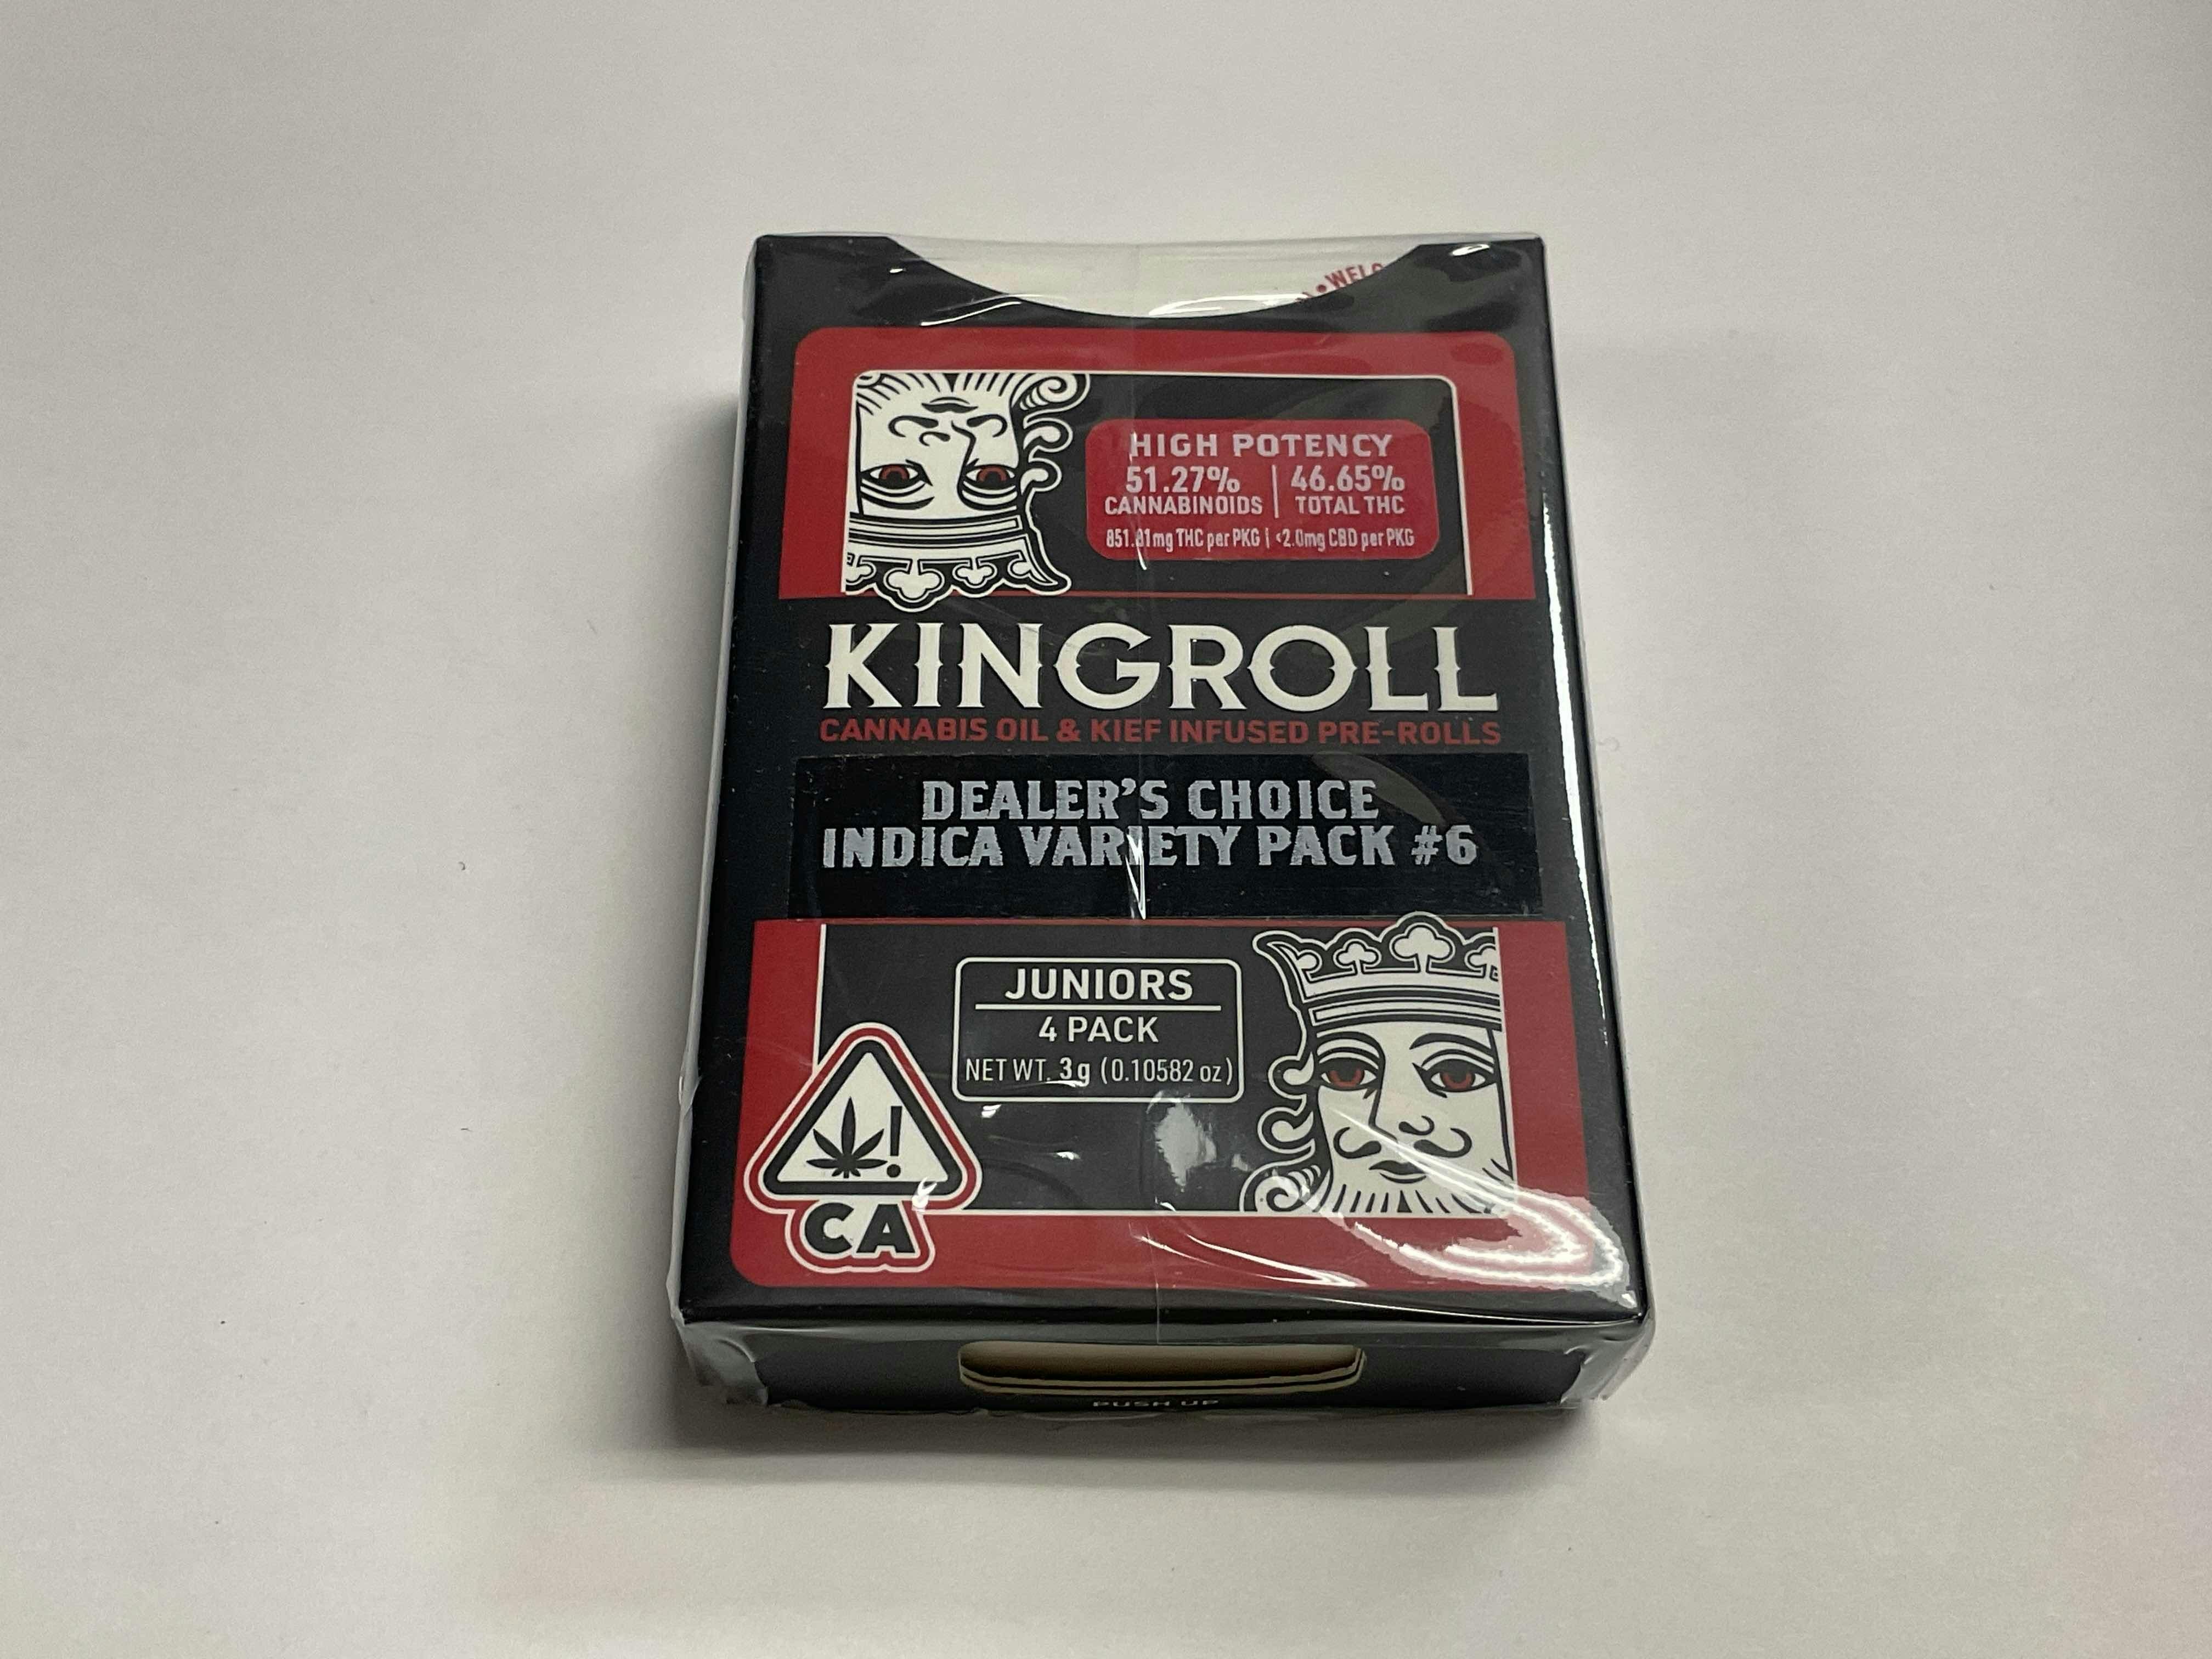 • WELC
HIGH POTENCY
51.27% | 46.65%
CANNABINOIDS | TOTAL THC
851.81mg THC per PKG | <2.0mg CBD per PKG
KINGROLL
CANNABIS OIL & KIEF INFUSED PRE-ROLLS
DEALER'S CHOICE
INDICA VARIETY PACK #6
JUNIORS
4 PACK
NET WT. 3g (0.10582 oz)
!
CA
PUSH UP